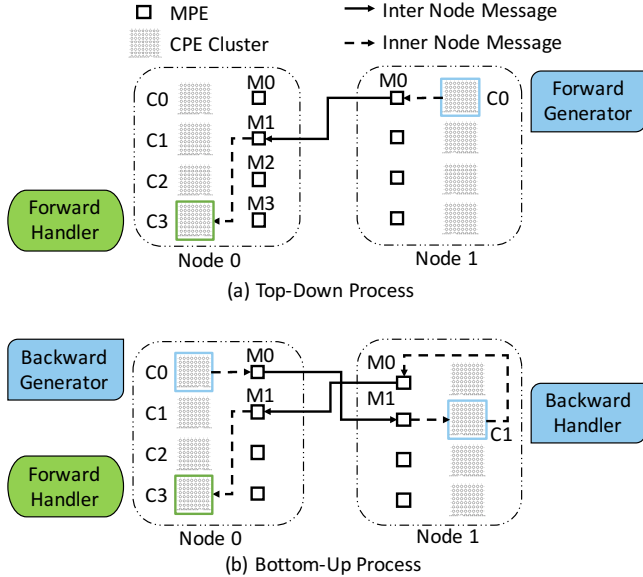 MPE
Inter Node Message
CPE Cluster
Inner Node Message
M0
M0
C0
C0
Forward
Generator
M1
C1
M2
C2
Forward
Handler
M3
C3
Node 0
Node 1
(a) Top-Down Process
Backward
Generator
C0
M0
M0
M1
M1
C1
C1
Backward
Handler
C2
Forward
Handler
C3
Node 0
Node 1
(b) Bottom-Up Process